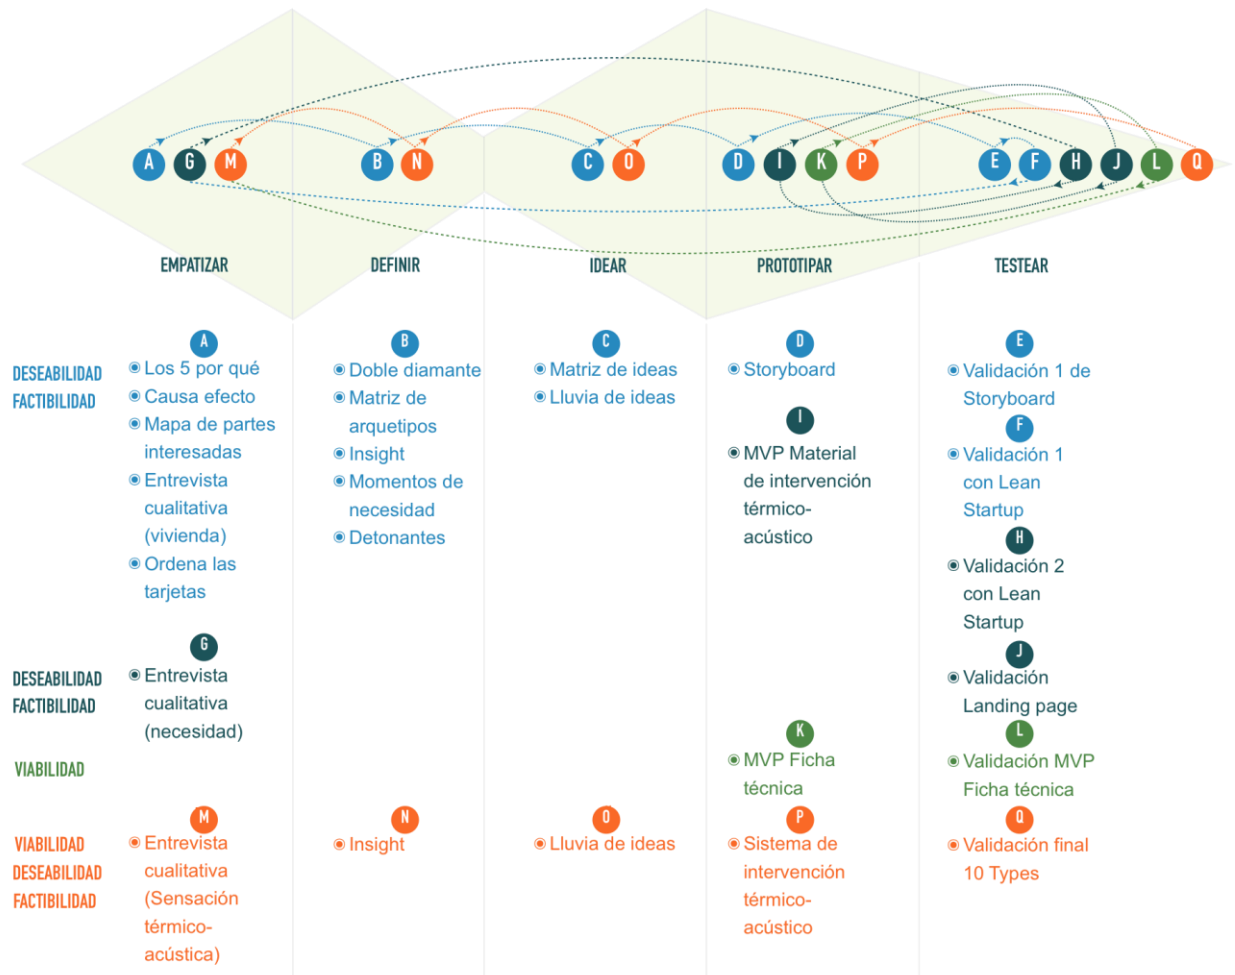 A G M B N C O D I K P E F H J L Q
EMPATIZAR DEFINIR IDEAR PROTOTIPAR TESTEAR
DESEABILIDAD
FACTIBILIDAD
A
Los 5 por qué
Causa efecto
Mapa de partes
interesadas
Entrevista
cualitativa
(vivienda)
Ordena las
tarjetas
B
Doble diamante
Matriz de
arquetipos
Insight
Momentos de
necesidad
Detonantes
C
Matriz de ideas
Lluvia de ideas
D
Storyboard
I
MVP Material
de intervención
térmico-
acústico
E
Validación 1 de
Storyboard
F
Validación 1
con Lean
Startup
H
Validación 2
con Lean
Startup
DESEABILIDAD
FACTIBILIDAD
G
Entrevista
cualitativa
(necesidad)
J
Validación
Landing page
VIABILIDAD
K
MVP Ficha
técnica
L
Validación MVP
Ficha técnica
VIABILIDAD
DESEABILIDAD
FACTIBILIDAD
M
Entrevista
cualitativa
(Sensación
térmico-
acústica)
N
Insight
O
Lluvia de ideas
P
Sistema de
intervención
térmico-
acústico
Q
Validación final
10 Types